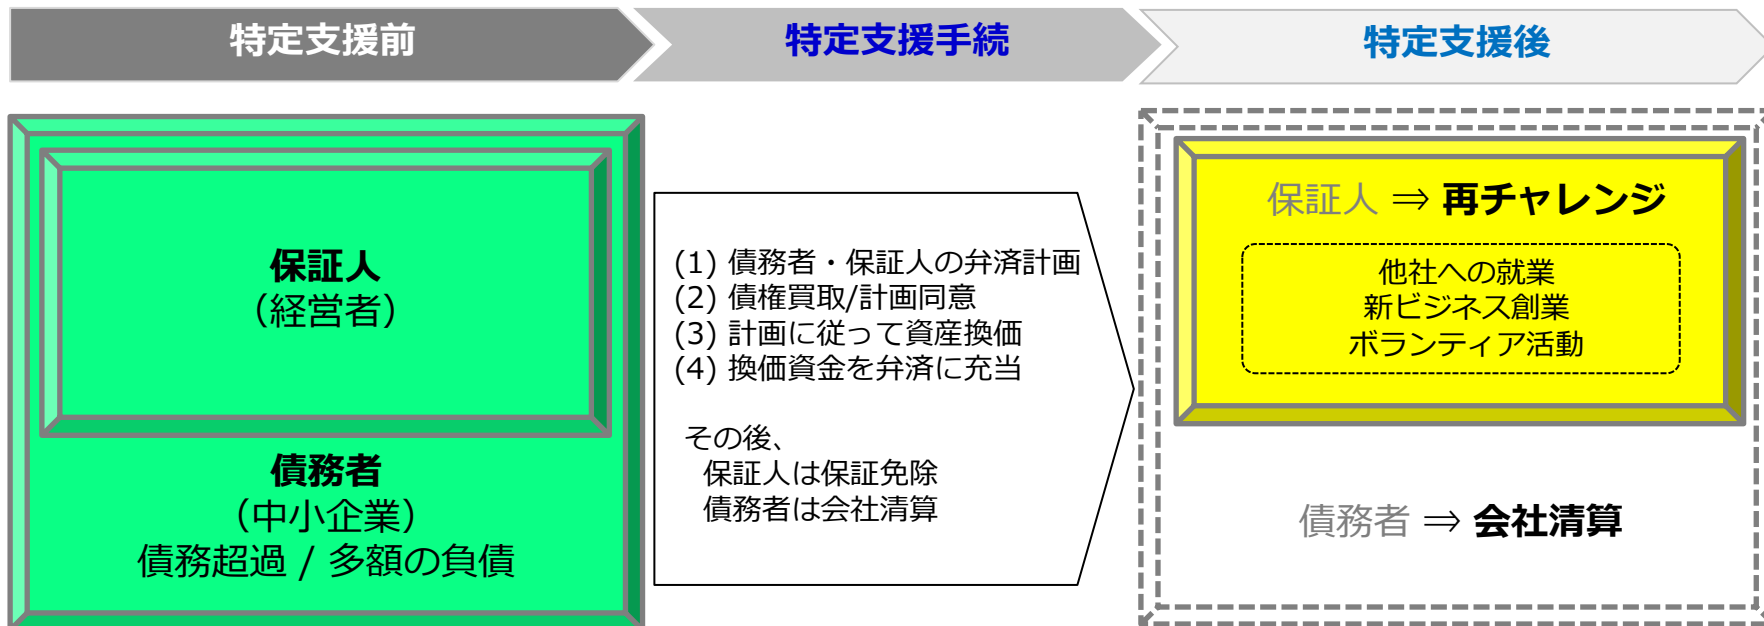 特定支援前
特定支援手続
特定支援後
保証人
（経営者）
債務者
（中小企業）
債務超過 / 多額の負債
(1) 債務者・保証人の弁済計画
(2) 債権買取/計画同意
(3) 計画に従って資産換価
(4) 換価資金を弁済に充当
その後、
保証人は保証免除
債務者は会社清算
保証人 ⇒ 再チャレンジ
他社への就業
新ビジネス創業
ボランティア活動
債務者 ⇒ 会社清算